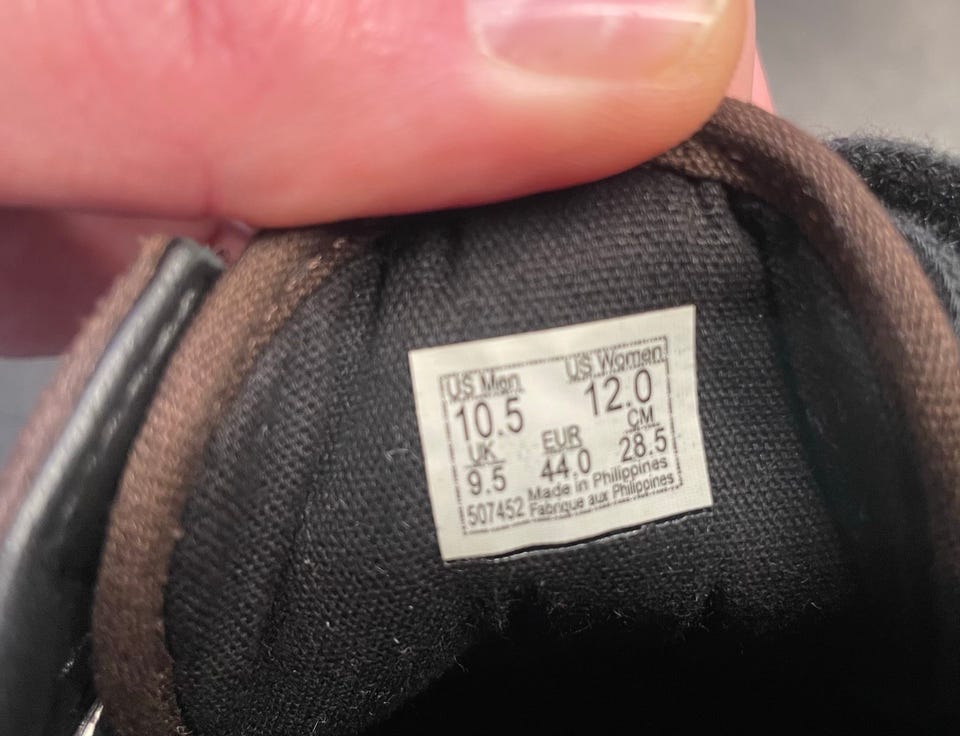 US Men US Women
10.5 12.0
UK EUR CM
9.5 44.0 28.5
Made in Philippines
507452 Fabrique aux Philippines